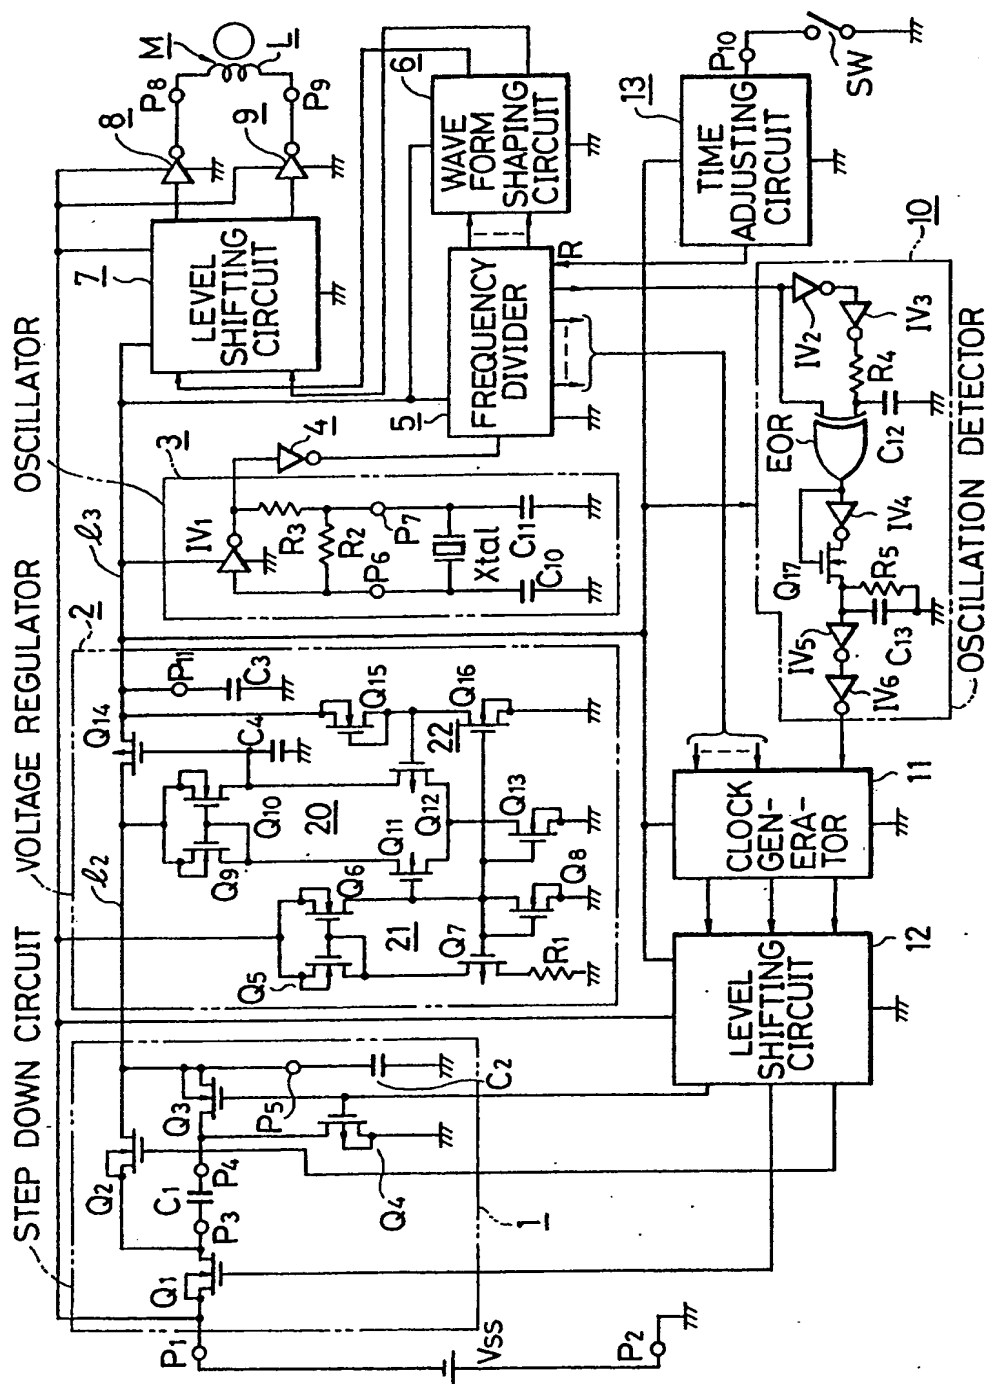 STEP DOWN CIRCUIT
VOLTAGE REGULATOR
OSCILLATOR
P1
Vss
P2
Q1
Q2
P3
C1
P4
Q3
Q4
P5
C2
1
ℓ2
2
Q5
Q6
21
Q7
R1
Q8
Q9
Q10
20
Q11
Q12
Q13
Q14
C4
P11
C3
Q15
22
Q16
ℓ3
3
IV1
R3
R2
P6
P7
Xtal
C10
C11
4
5
FREQUENCY
DIVIDER
R
6
WAVE
FORM
SHAPING
CIRCUIT
7
LEVEL
SHIFTING
CIRCUIT
8
9
P8
P9
M
L
13
TIME
ADJUSTING
CIRCUIT
P10
SW
10
IV2
IV3
R4
C12
EOR
IV4
Q17
R5
C13
IV5
IV6
OSCILLATION DETECTOR
CLOCK
GEN-
ERA-
TOR
11
LEVEL
SHIFTING
CIRCUIT
12